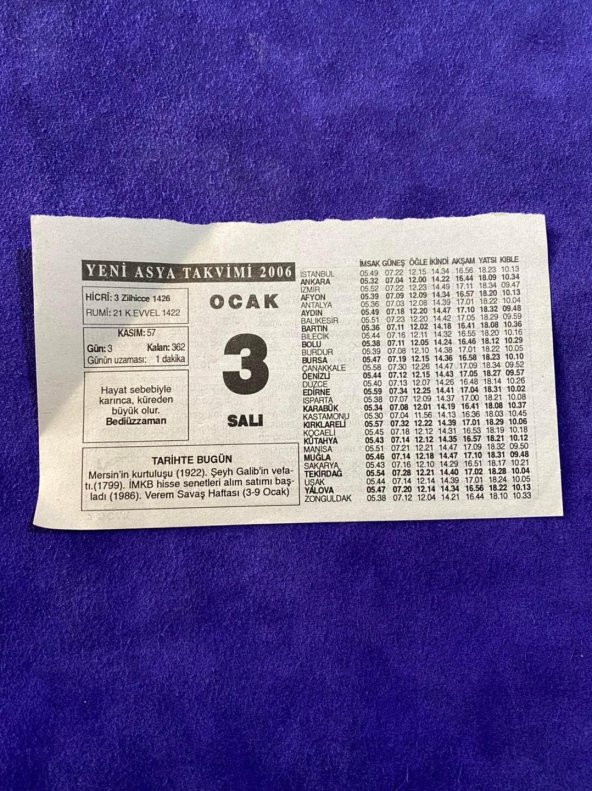 YENİ ASYA TAKVİMİ 2006
HİCRİ: 3 Zilhicce 1426
RUMİ: 21 K.EVVEL 1422
KASIM: 57
Gün: 3 Kalan: 362
Günün uzaması: 1 dakika
Hayat sebebiyle
karınca, küreden
büyük olur.
Bediüzzaman
OCAK
3
SALI
TARİHTE BUGÜN
Mersin'in kurtuluşu (1922). Şeyh Galib'in vefa-
tı.(1799). İMKB hisse senetleri alım satımı baş-
ladı (1986). Verem Savaş Haftası (3-9 Ocak)
İMSAK GÜNEŞ ÖĞLE İKİNDİ AKŞAM YATSI KIBLE
İSTANBUL 05.49 07.22 12.15 14.34 16.56 18.23 10.13
ANKARA 05.32 07.04 12.00 14.22 16.44 18.09 10.34
İZMİR 05.52 07.22 12.23 14.49 17.11 18.34 09.47
AFYON 05.39 07.09 12.09 14.34 16.57 18.20 10.13
ANTALYA 05.36 07.03 12.08 14.39 17.01 18.22 10.04
AYDIN 05.49 07.18 12.20 14.47 17.10 18.32 09.48
BALIKESİR 05.51 07.23 12.20 14.42 17.05 18.29 09.59
BARTIN 05.36 07.11 12.02 14.18 16.41 18.08 10.36
BİLECİK 05.44 07.16 12.11 14.32 16.55 18.20 10.16
BOLU 05.38 07.11 12.05 14.24 16.46 18.12 10.29
BURDUR 05.39 07.08 12.10 14.38 17.01 18.22 10.05
BURSA 05.47 07.19 12.15 14.36 16.58 18.23 10.10
ÇANAKKALE 05.58 07.30 12.26 14.47 17.09 18.34 09.52
DENİZLİ 05.44 07.12 12.15 14.43 17.05 18.27 09.57
DÜZCE 05.40 07.13 12.07 14.26 16.48 18.14 10.26
EDİRNE 05.59 07.34 12.25 14.41 17.04 18.31 10.02
ISPARTA 05.38 07.07 12.09 14.37 17.00 18.21 10.08
KARABÜK 05.34 07.08 12.01 14.19 16.41 18.08 10.37
KASTAMONU 05.30 07.04 11.56 14.13 16.36 18.03 10.45
KIRKLARELİ 05.57 07.32 12.22 14.39 17.01 18.29 10.06
KOCAELİ 05.45 07.18 12.12 14.31 16.53 18.19 10.18
KÜTAHYA 05.43 07.14 12.12 14.35 16.57 18.21 10.12
MANİSA 05.51 07.21 12.21 14.47 17.09 18.32 09.50
MUĞLA 05.46 07.14 12.18 14.47 17.10 18.31 09.48
SAKARYA 05.43 07.16 12.10 14.29 16.51 18.17 10.21
TEKİRDAĞ 05.54 07.28 12.21 14.40 17.02 18.28 10.04
UŞAK 05.44 07.14 12.14 14.39 17.01 18.24 10.05
YALOVA 05.47 07.20 12.14 14.34 16.56 18.22 10.13
ZONGULDAK 05.38 07.12 12.04 14.21 16.44 18.10 10.33